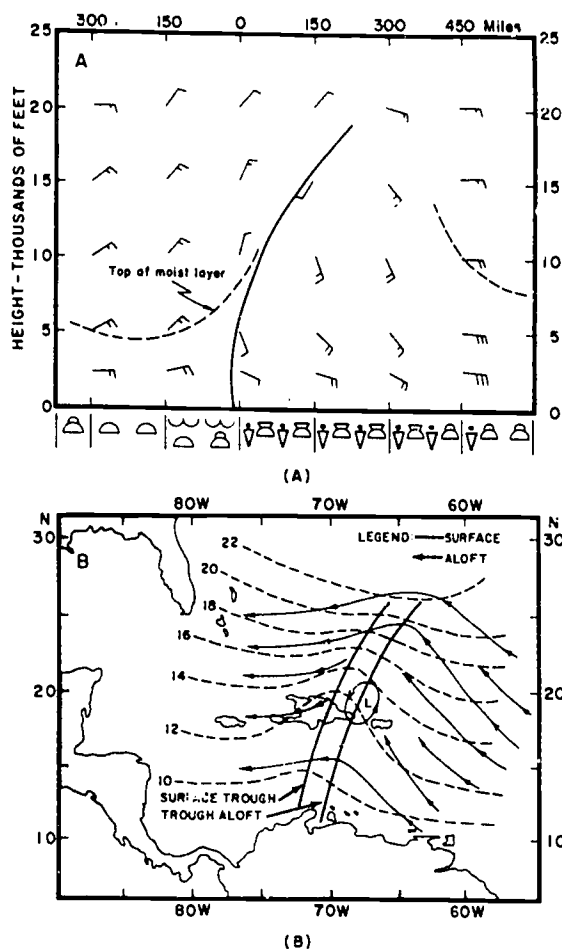 300 150 0 150 300 450 Miles
A
HEIGHT-THOUSANDS OF FEET
25 25
20 20
15 15
10 10
5 5
0 0
Top of moist layer
(A)
80W 70W 60W
N N
B
30 30
20 20
10 10
LEGEND: SURFACE
ALOFT
22
20
18
16
14
12
10
L
SURFACE TROUGH
TROUGH ALOFT
80W 70W 60W
(B)